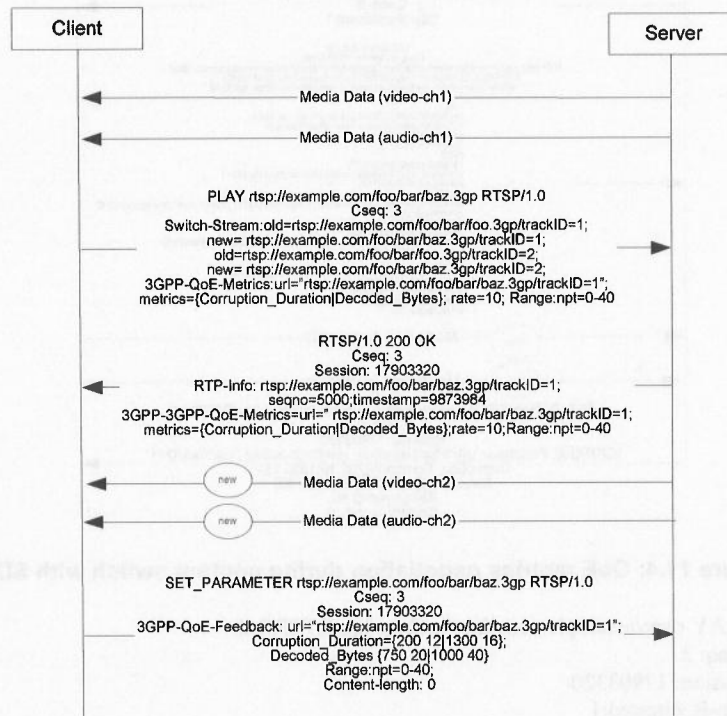 Client
Server
Media Data (video-ch1)
Media Data (audio-ch1)
PLAY rtsp://example.com/foo/bar/baz.3gp RTSP/1.0
Cseq: 3
Switch-Stream:old=rtsp://example.com/foo/bar/foo.3gp/trackID=1;
new= rtsp://example.com/foo/bar/baz.3gp/trackID=1;
old=rtsp://example.com/foo/trackID=2;
new= rtsp://example.com/foo/bar/baz.3gp/trackID=2;
3GPP-QoE-Metrics:url="rtsp://example.com/foo/bar/baz.3gp/trackID=1";
metrics={Corruption_Duration|Decoded_Bytes}; rate=10; Range:npt=0-40
RTSP/1.0 200 OK
Cseq: 3
Session: 17903320
RTP-Info: rtsp://example.com/foo/bar/baz.3gp/trackID=1;
seqno=5000;timestamp=9873984
3GPP-3GPP-QoE-Metrics=url=" rtsp://example.com/foo/bar/baz.3gp/trackID=1;
metrics={Corruption_Duration|Decoded_Bytes};rate=10;Range:npt=0-40
new
Media Data (video-ch2)
new
Media Data (audio-ch2)
SET_PARAMETER rtsp://example.com/foo/bar/baz.3gp RTSP/1.0
Cseq: 3
Session: 17903320
3GPP-QoE-Feedback: url="rtsp://example.com/foo/bar/baz.3gp/trackID=1";
Corruption_Duration={200 12|1300 16};
Decoded_Bytes {750 20|1000 40}
Range:npt=0-40;
Content-length: 0